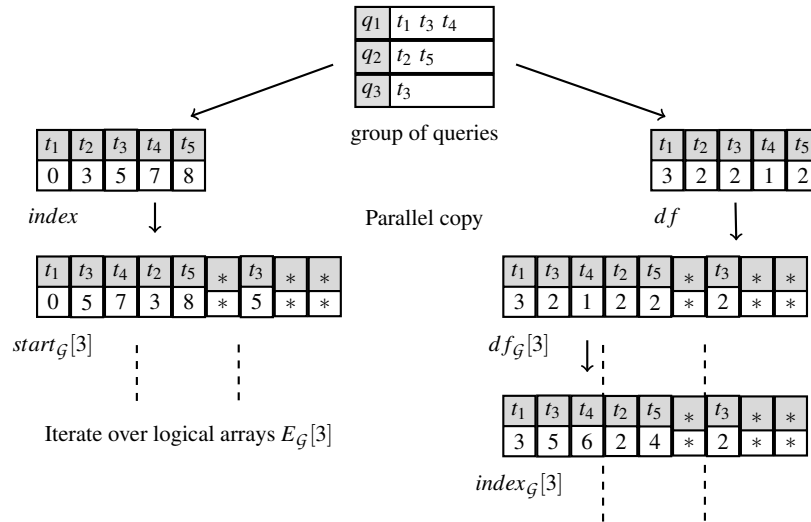 q1 t1 t3 t4
q2 t2 t5
q3 t3
group of queries
t1 t2 t3 t4 t5
0 3 5 7 8
index
t1 t2 t3 t4 t5
3 2 2 1 2
df
Parallel copy
t1 t3 t4 t2 t5 * t3 * *
0 5 7 3 8 * 5 * *
startG[3]
t1 t3 t4 t2 t5 * t3 * *
3 2 1 2 2 * 2 * *
dfG[3]
Iterate over logical arrays EG[3]
t1 t3 t4 t2 t5 * t3 * *
3 5 6 2 4 * 2 * *
indexG[3]